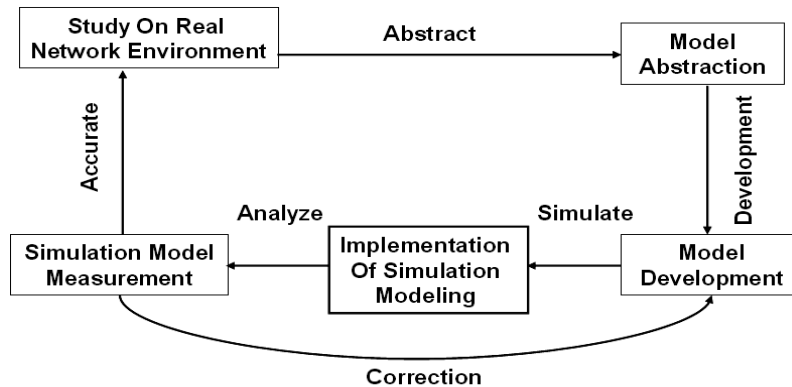 Study On Real
Network Environment
Abstract
Model
Abstraction
Accurate
Development
Analyze
Simulate
Simulation Model
Measurement
Implementation
Of Simulation
Modeling
Model
Development
Correction